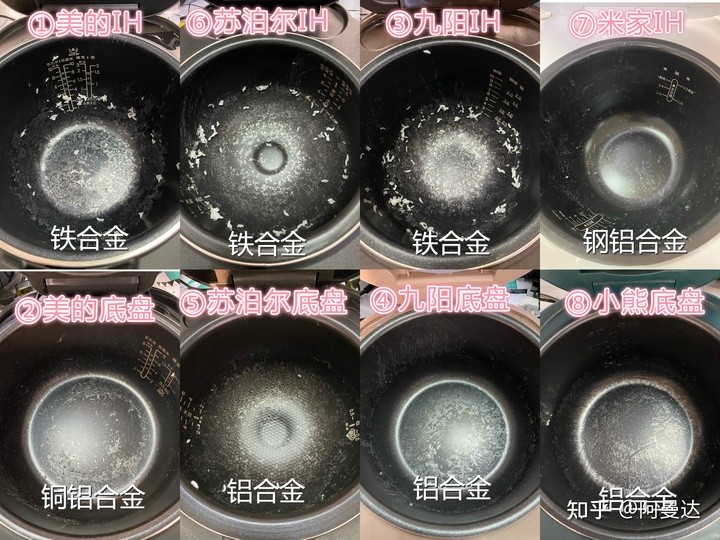 ①美的IH
⑥苏泊尔IH
③九阳IH
⑦米家IH
铁合金
铁合金
铁合金
钢铝合金
②美的底盘
⑤苏泊尔底盘
④九阳底盘
⑧小熊底盘
铜铝合金
铝合金
铝合金
铝合金
知乎 @阿曼达